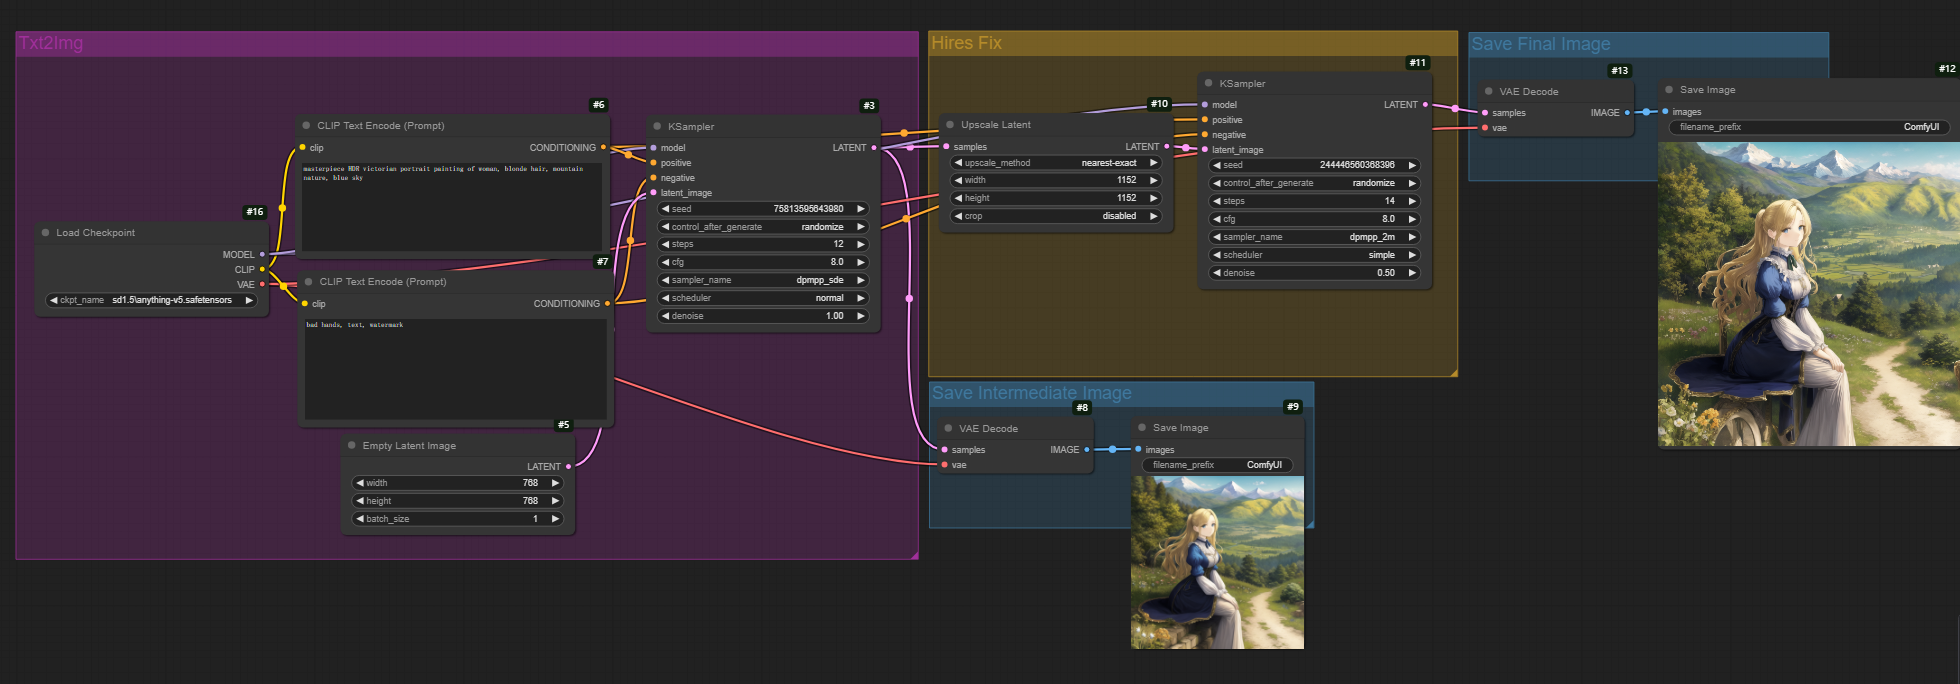 Txt2Img
#16
Load Checkpoint
MODEL
CLIP
VAE
ckpt_name sd1.5\anything-v5.safetensors
#6
CLIP Text Encode (Prompt)
clip CONDITIONING
masterpiece HDR victorian portrait painting of woman, blonde hair, mountain
nature, blue sky
#7
CLIP Text Encode (Prompt)
clip CONDITIONING
bad hands, text, watermark
#5
Empty Latent Image
LATENT
width 768
height 768
batch_size 1
#3
KSampler
model LATENT
positive
negative
latent_image
seed 75813595643980
control_after_generate randomize
steps 12
cfg 8.0
sampler_name dpmpp_sde
scheduler normal
denoise 1.00
Hires Fix
#10
Upscale Latent
samples LATENT
upscale_method nearest-exact
width 1152
height 1152
crop disabled
#11
KSampler
model LATENT
positive
negative
latent_image
seed 244446560368396
control_after_generate randomize
steps 14
cfg 8.0
sampler_name dpmpp_2m
scheduler simple
denoise 0.50
Save Intermediate Image
#8
VAE Decode
samples IMAGE
vae
#9
Save Image
images
filename_prefix ComfyUI
Save Final Image
#13
VAE Decode
samples IMAGE
vae
#12
Save Image
images
filename_prefix ComfyUI